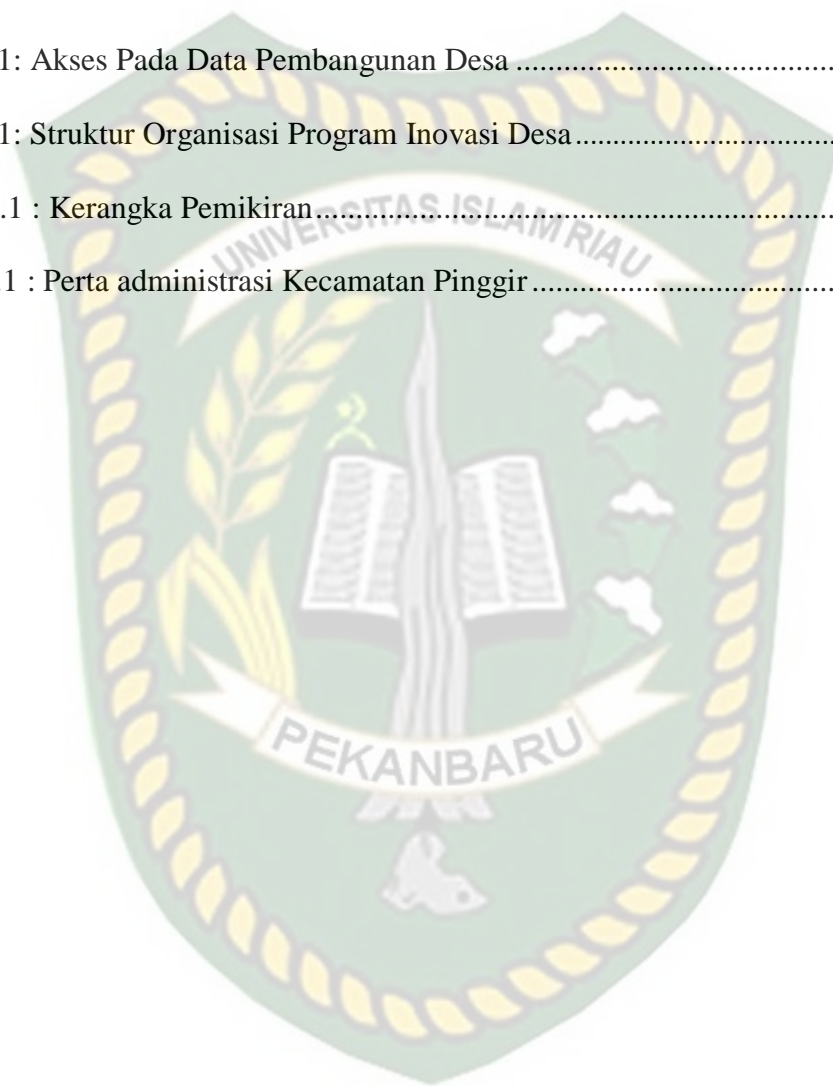 1: Akses Pada Data Pembangunan Desa ....................................
1: Struktur Organisasi Program Inovasi Desa .............................
.1 : Kerangka Pemikiran ...........................................................
.1 : Perta administrasi Kecamatan Pinggir ..................................
UNIVERSITAS ISLAM RIAU
PEKANBARU